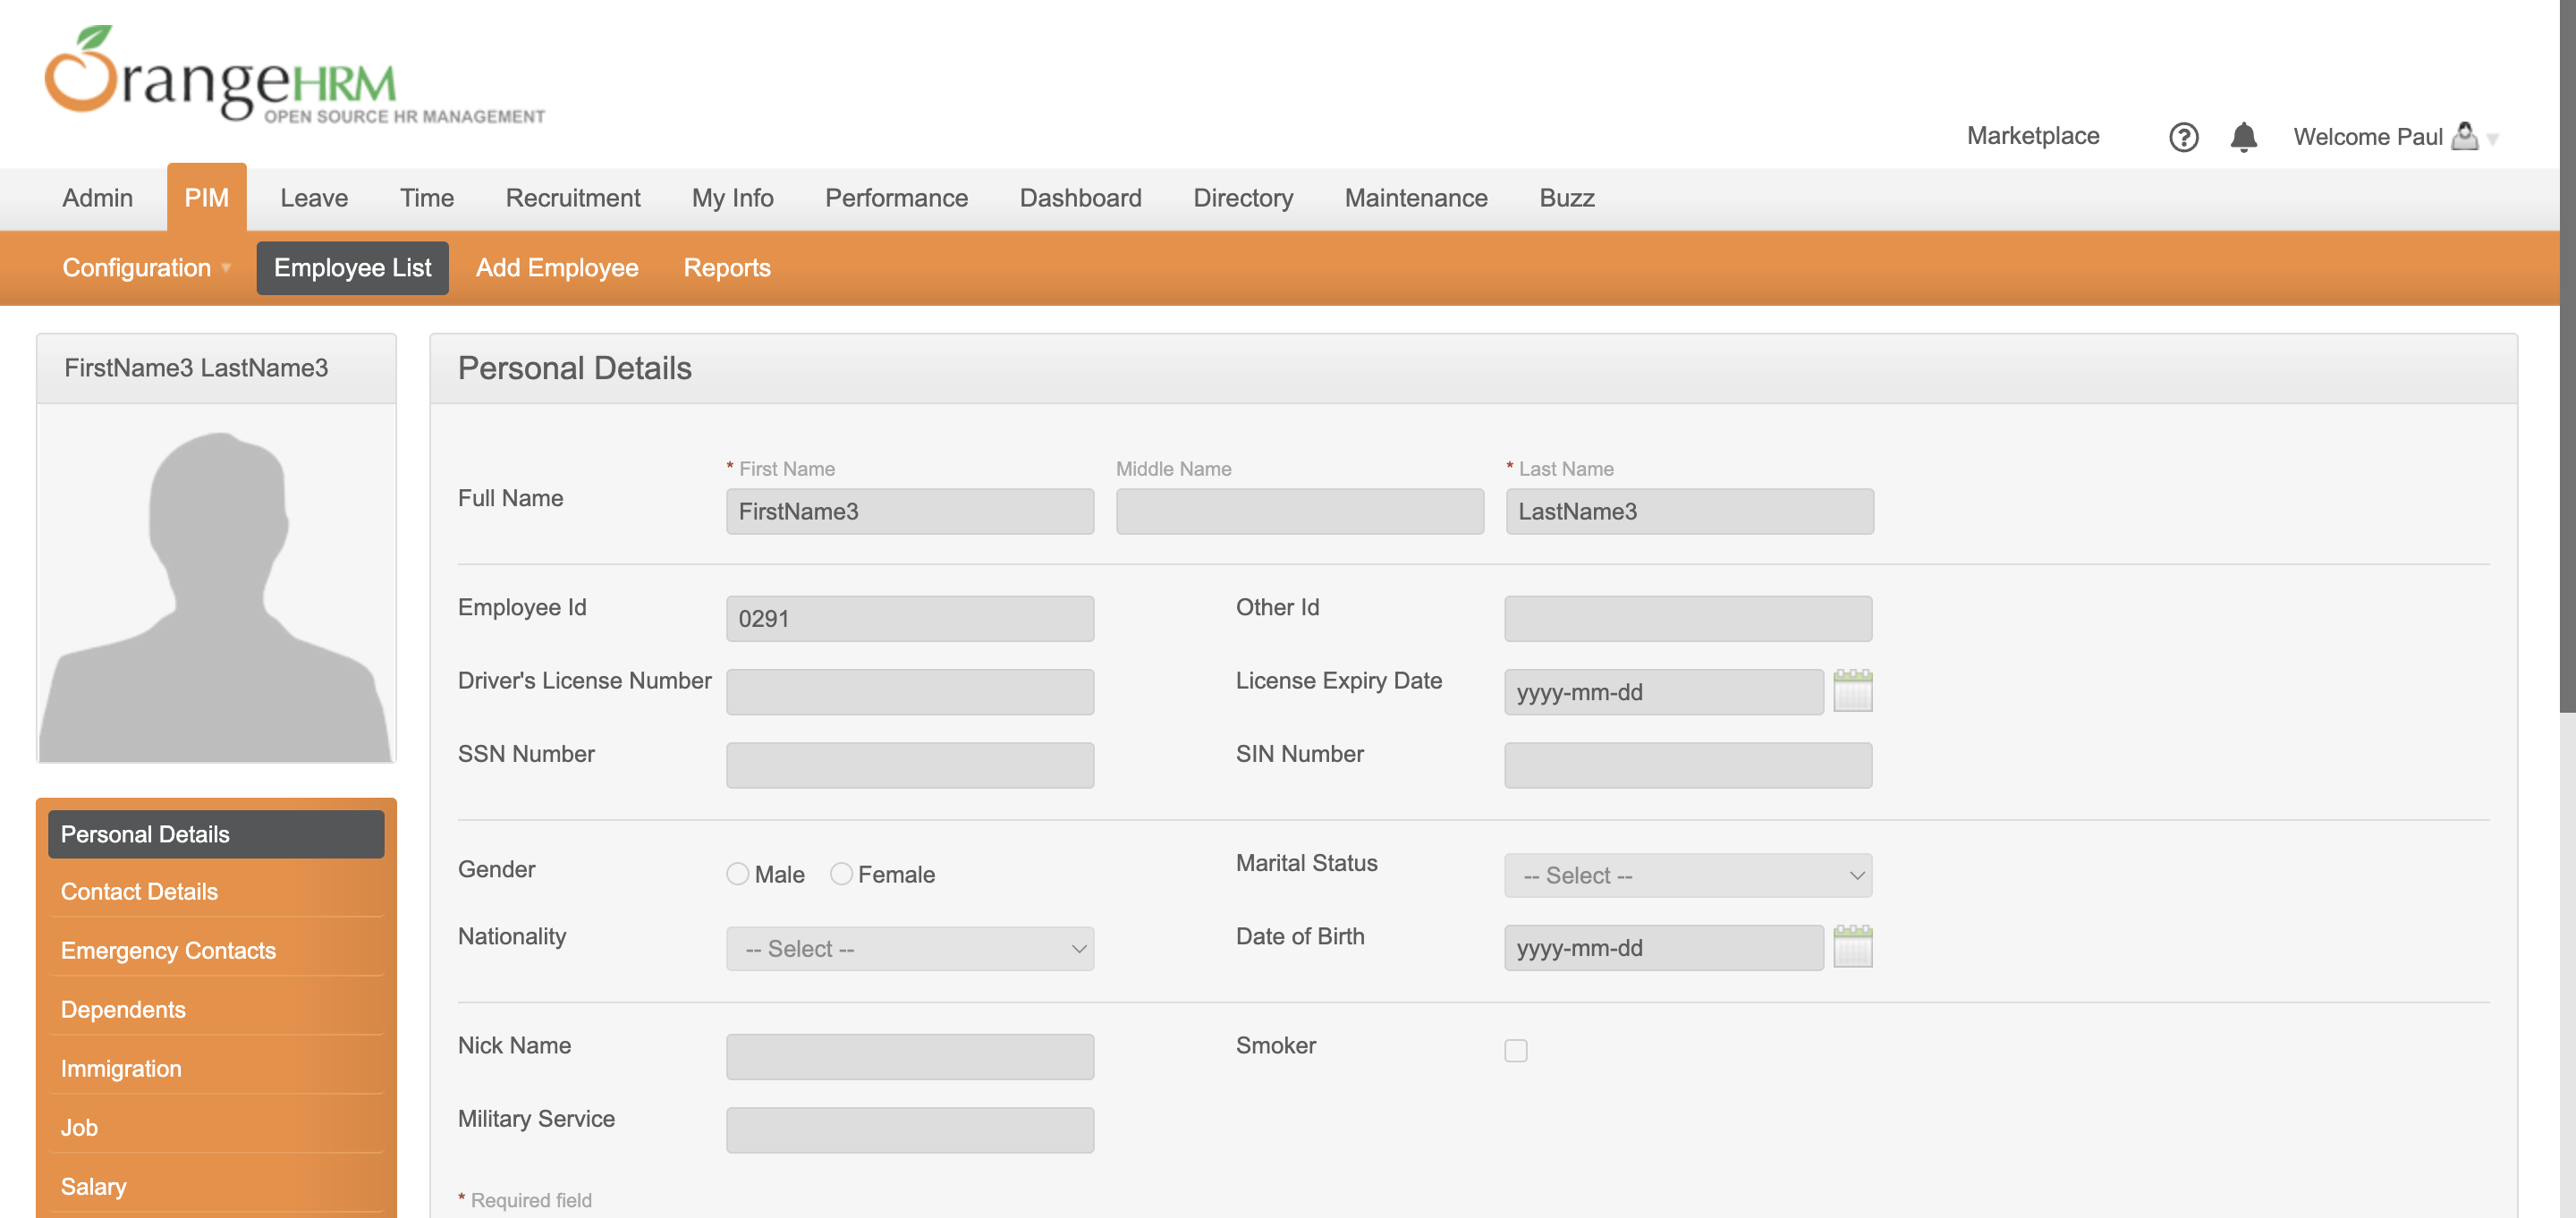 OrangeHRM
OPEN SOURCE HR MANAGEMENT
Marketplace ? Welcome Paul
Admin PIM Leave Time Recruitment My Info Performance Dashboard Directory Maintenance Buzz
Configuration Employee List Add Employee Reports
FirstName3 LastName3
Personal Details
* First Name Middle Name * Last Name
Full Name FirstName3 LastName3
Employee Id 0291 Other Id
Driver's License Number License Expiry Date yyyy-mm-dd
SSN Number SIN Number
Gender Male Female Marital Status -- Select --
Nationality -- Select -- Date of Birth yyyy-mm-dd
Nick Name Smoker
Military Service
* Required field
Personal Details
Contact Details
Emergency Contacts
Dependents
Immigration
Job
Salary